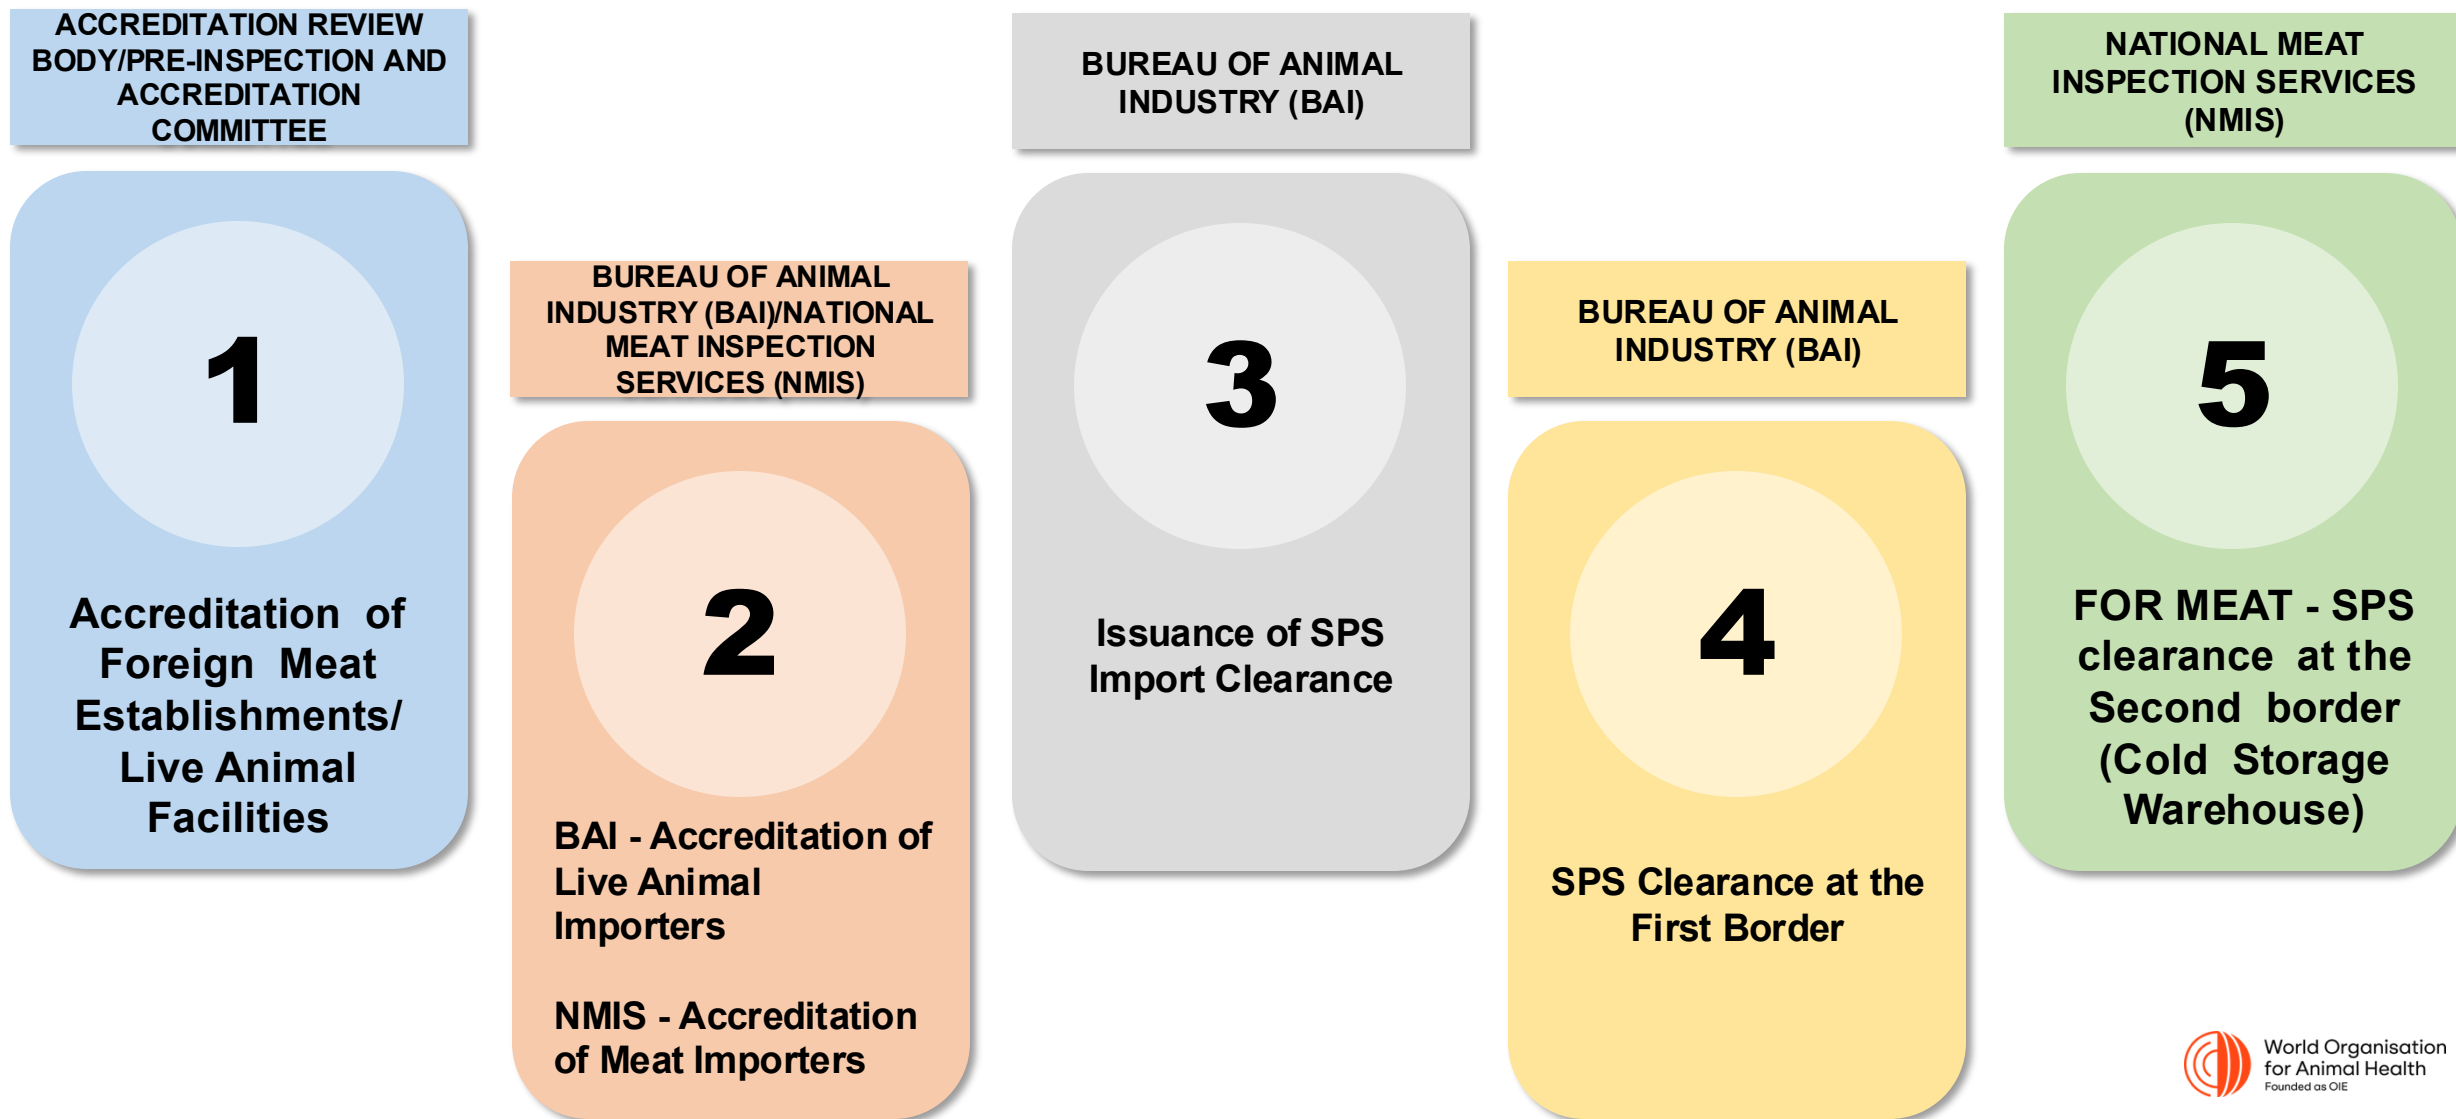 ACCREDITATION REVIEW
BODY/PRE-INSPECTION AND
ACCREDITATION
COMMITTEE
1
Accreditation of
Foreign Meat
Establishments/
Live Animal
Facilities
BUREAU OF ANIMAL
INDUSTRY (BAI)/NATIONAL
MEAT INSPECTION
SERVICES (NMIS)
2
BAI - Accreditation of
Live Animal
Importers
NMIS - Accreditation
of Meat Importers
BUREAU OF ANIMAL
INDUSTRY (BAI)
3
Issuance of SPS
Import Clearance
BUREAU OF ANIMAL
INDUSTRY (BAI)
4
SPS Clearance at the
First Border
NATIONAL MEAT
INSPECTION SERVICES
(NMIS)
5
FOR MEAT - SPS
clearance at the
Second border
(Cold Storage
Warehouse)
World Organisation
for Animal Health
Founded as OIE